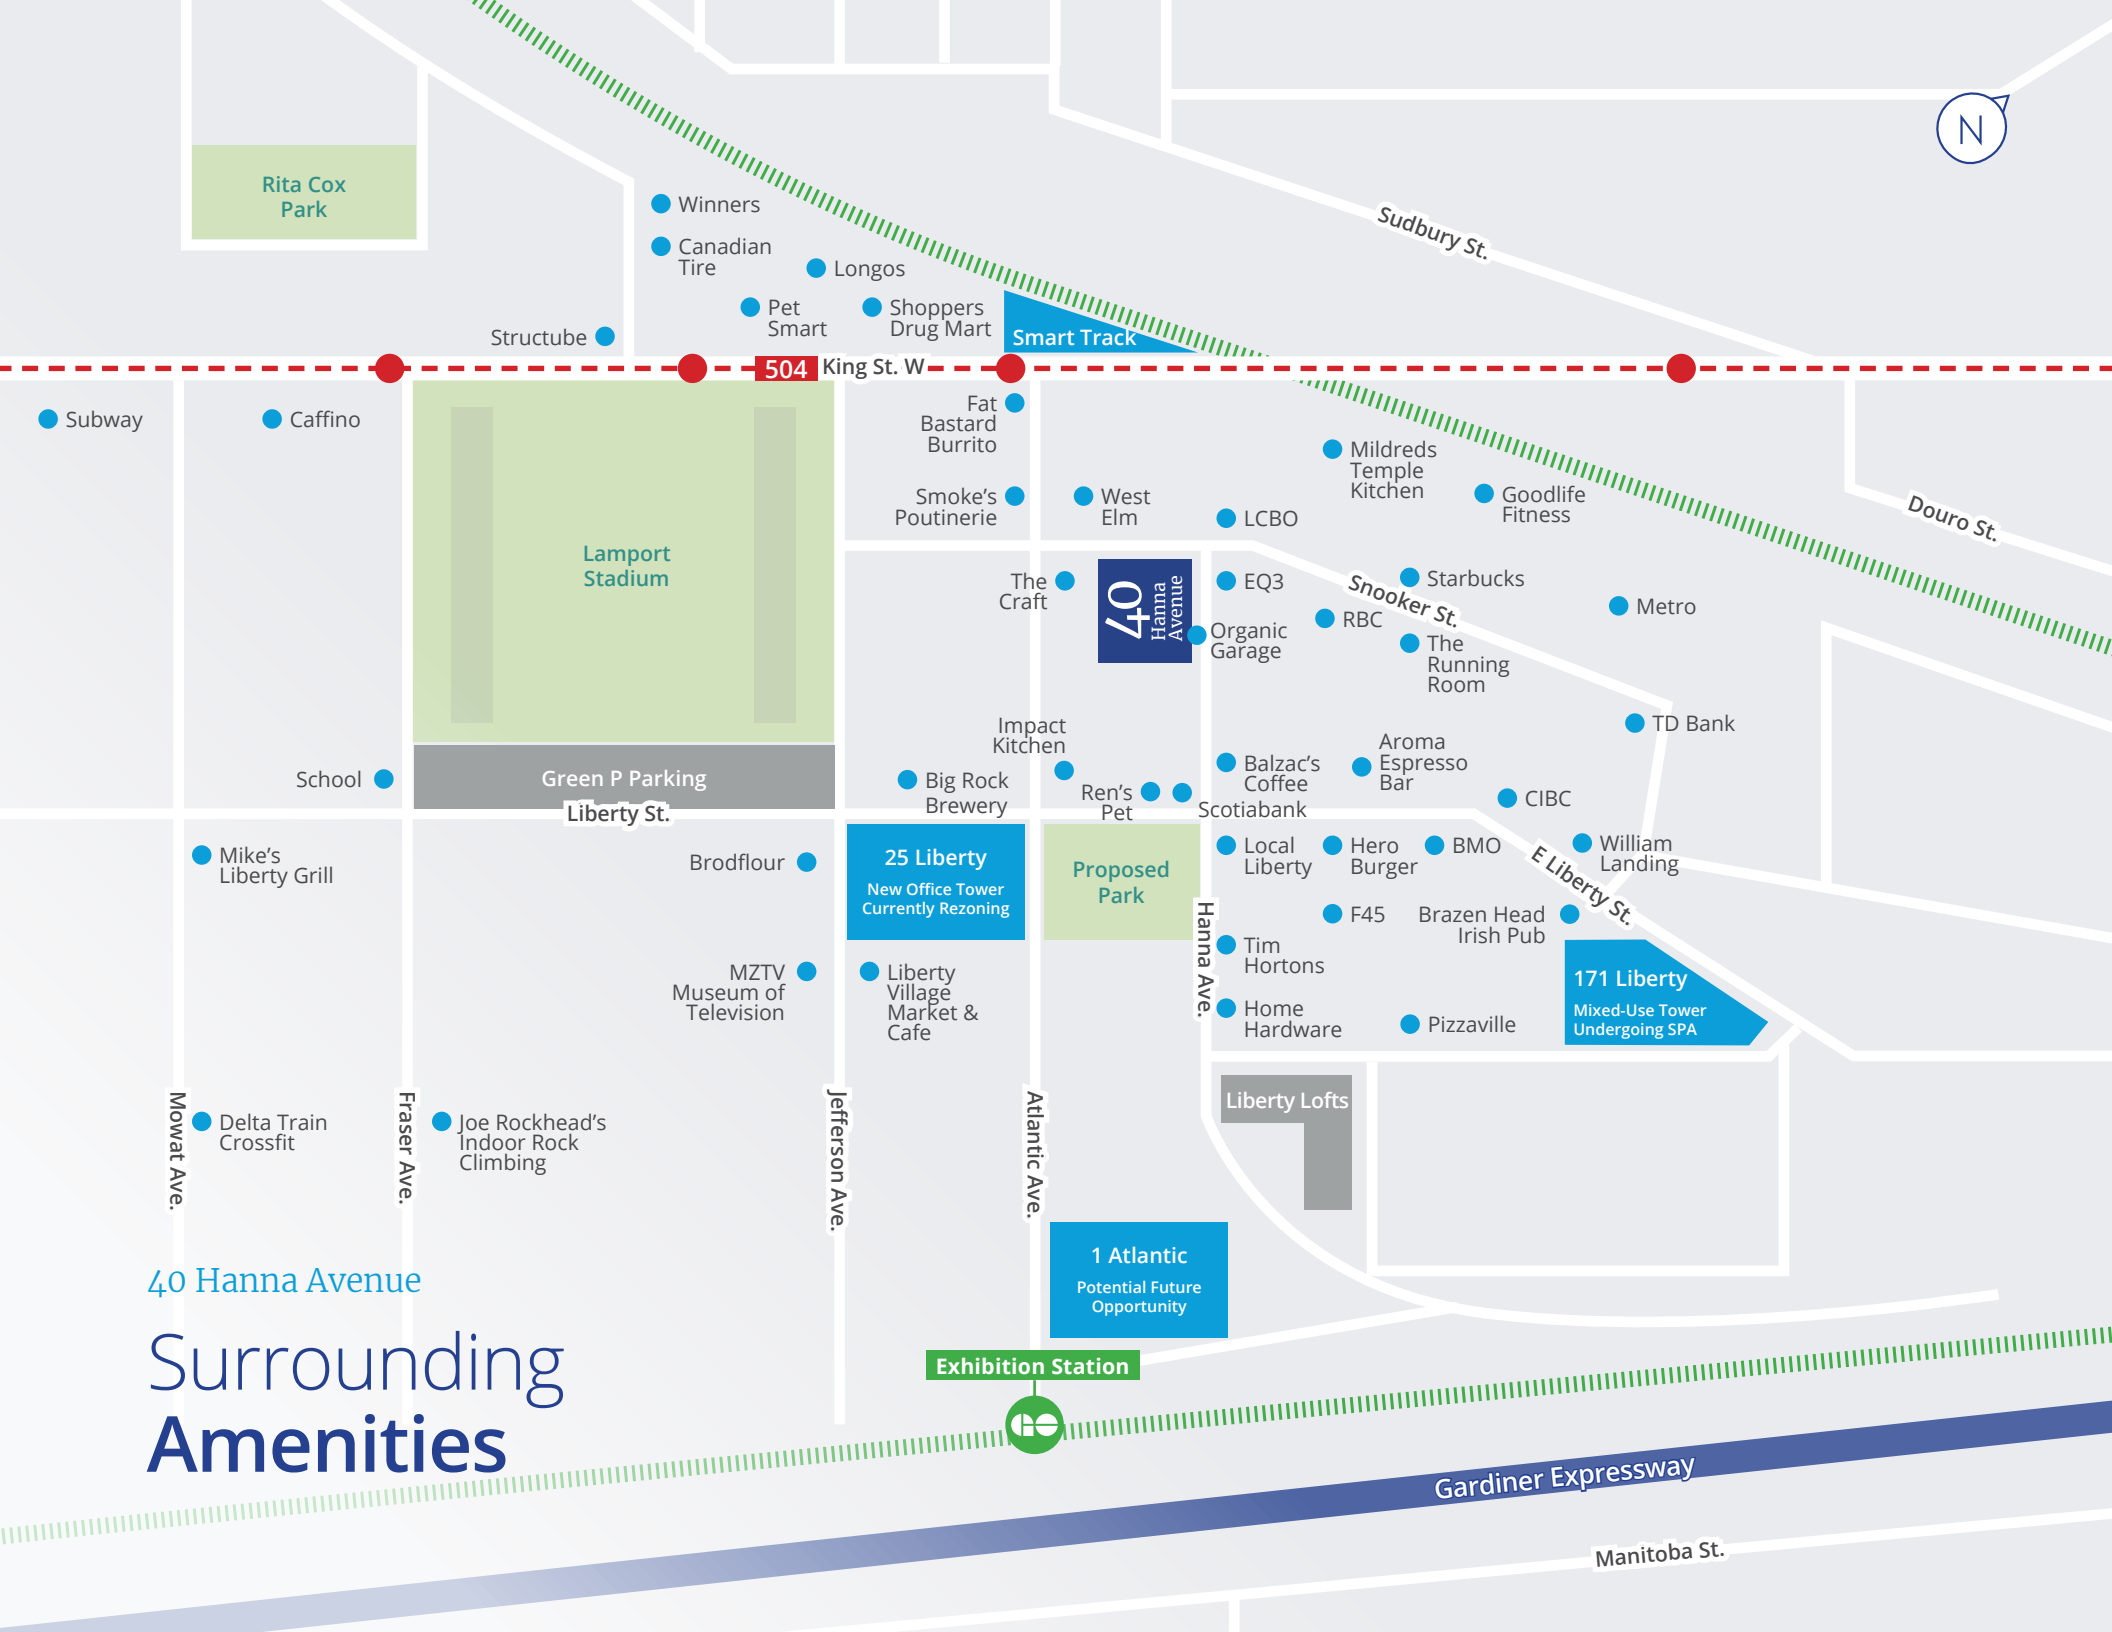 N
Rita Cox
Park
Winners
Canadian
Tire
Longos
Pet
Smart
Shoppers
Drug Mart
Structube
Smart Track
Sudbury St.
504
King St. W
Subway
Caffino
Fat
Bastard
Burrito
Mildreds
Temple
Kitchen
Goodlife
Fitness
Smoke's
Poutinerie
West
Elm
LCBO
Douro St.
Lamport
Stadium
The
Craft
40
Hanna
Avenue
EQ3
Organic
Garage
Snooker St.
Starbucks
RBC
The
Running
Room
Metro
TD Bank
Impact
Kitchen
School
Green P Parking
Liberty St.
Big Rock
Brewery
Ren's
Pet
Scotiabank
Balzac's
Coffee
Aroma
Espresso
Bar
CIBC
Mike's
Liberty Grill
Brodflour
25 Liberty
New Office Tower
Currently Rezoning
Proposed
Park
Local
Liberty
Hero
Burger
BMO
E Liberty St.
William
Landing
F45
Brazen Head
Irish Pub
Hanna Ave.
Tim
Hortons
MZTV
Museum of
Television
Liberty
Village
Market &
Cafe
171 Liberty
Mixed-Use Tower
Undergoing SPA
Home
Hardware
Pizzaville
Mowat Ave.
Delta Train
Crossfit
Fraser Ave.
Joe Rockhead's
Indoor Rock
Climbing
Jefferson Ave.
Atlantic Ave.
Liberty Lofts
1 Atlantic
Potential Future
Opportunity
40 Hanna Avenue
Surrounding
Amenities
Exhibition Station
GO
Gardiner Expressway
Manitoba St.